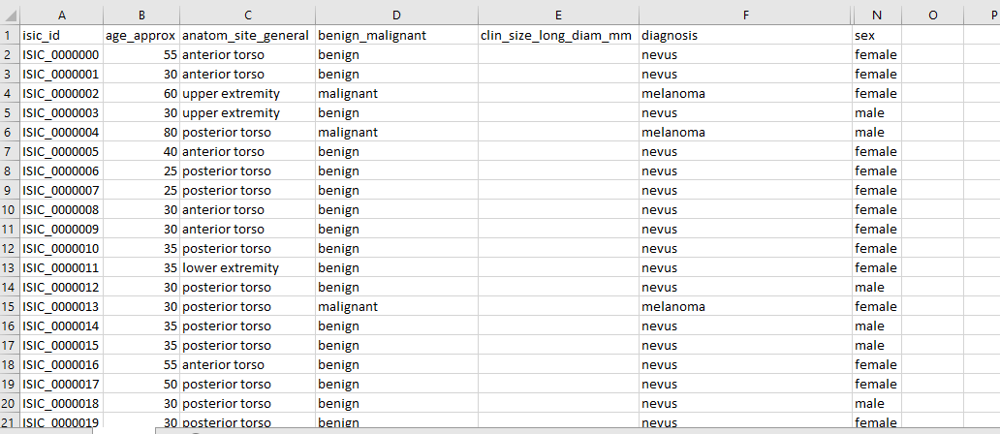 A B C D E F N O P
1 isic_id age_approx anatom_site_general benign_malignant clin_size_long_diam_mm diagnosis sex
2 ISIC_0000000 55 anterior torso benign nevus female
3 ISIC_0000001 30 anterior torso benign nevus female
4 ISIC_0000002 60 upper extremity malignant melanoma female
5 ISIC_0000003 30 upper extremity benign nevus male
6 ISIC_0000004 80 posterior torso malignant melanoma male
7 ISIC_0000005 40 anterior torso benign nevus female
8 ISIC_0000006 25 posterior torso benign nevus female
9 ISIC_0000007 25 posterior torso benign nevus female
10 ISIC_0000008 30 anterior torso benign nevus female
11 ISIC_0000009 30 anterior torso benign nevus female
12 ISIC_0000010 35 posterior torso benign nevus female
13 ISIC_0000011 35 lower extremity benign nevus female
14 ISIC_0000012 30 posterior torso benign nevus male
15 ISIC_0000013 30 posterior torso malignant melanoma female
16 ISIC_0000014 35 posterior torso benign nevus male
17 ISIC_0000015 35 posterior torso benign nevus male
18 ISIC_0000016 55 anterior torso benign nevus female
19 ISIC_0000017 50 posterior torso benign nevus female
20 ISIC_0000018 30 posterior torso benign nevus male
21 ISIC_0000019 30 posterior torso benign nevus female